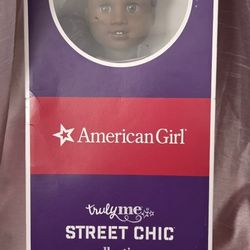 American Girl
truly me
STREET CHIC